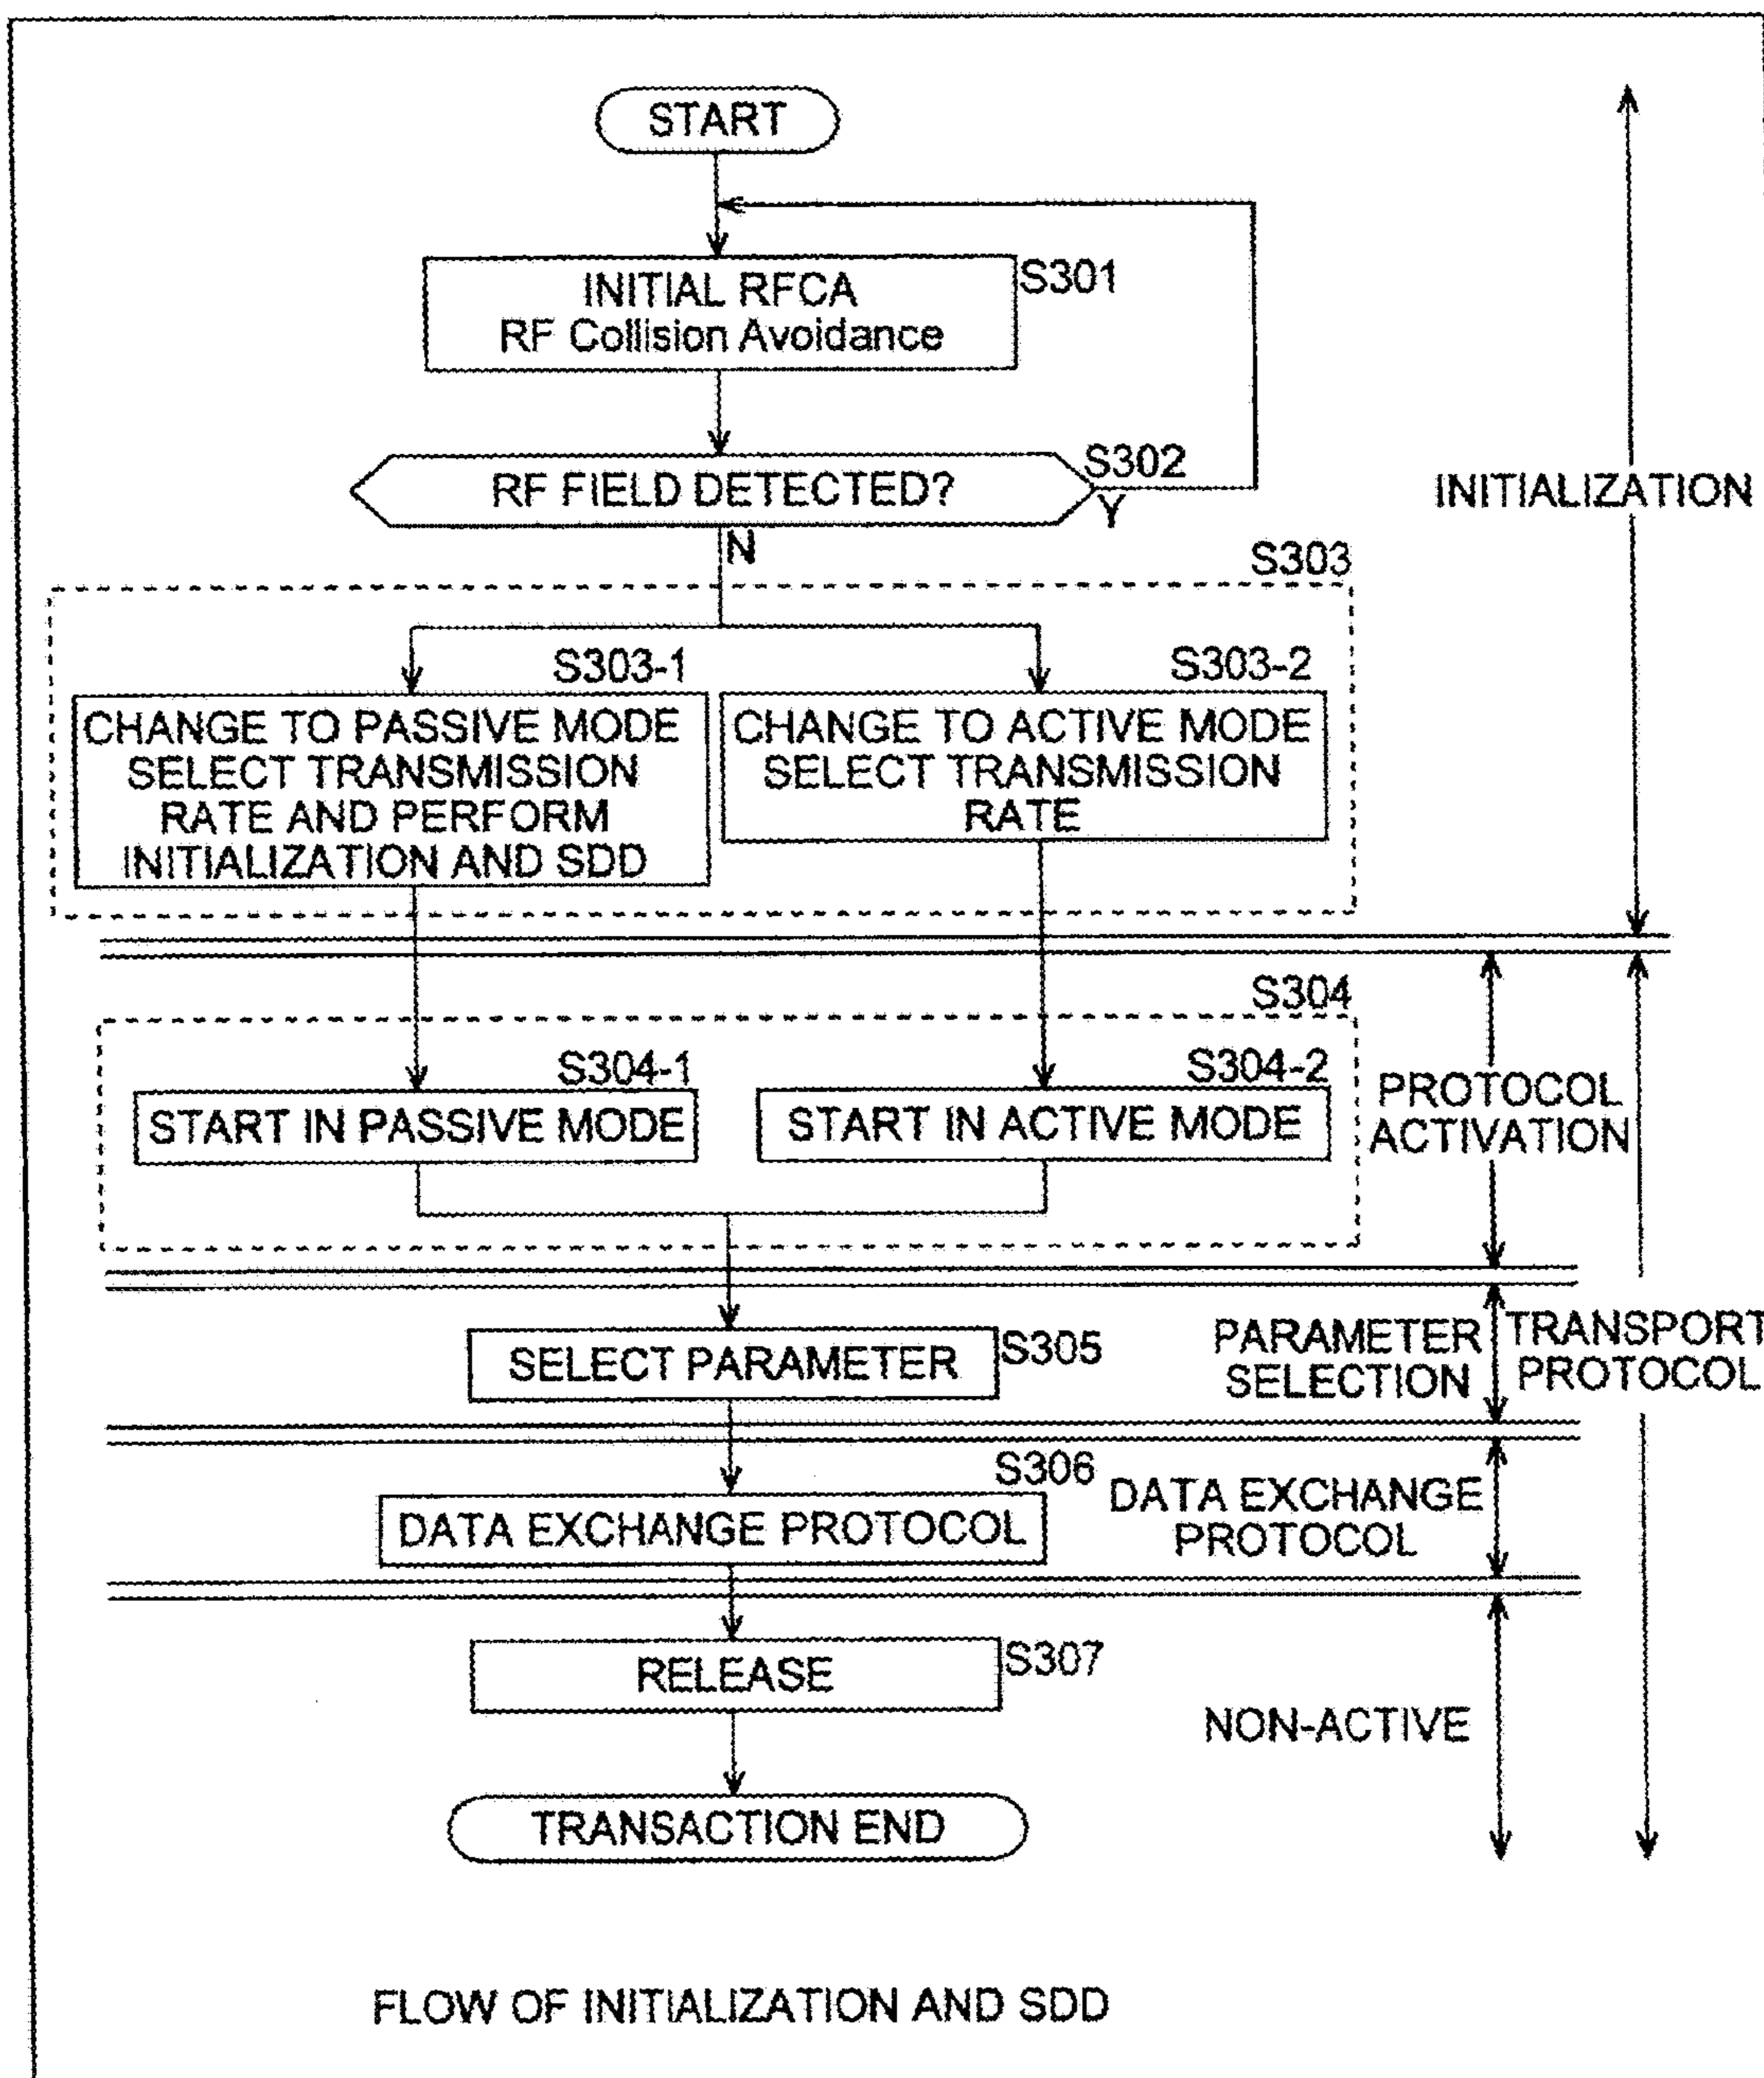 START
INITIAL RFCA
RF Collision Avoidance
S301
RF FIELD DETECTED?
S302
Y
N
INITIALIZATION
S303
S303-1
CHANGE TO PASSIVE MODE
SELECT TRANSMISSION
RATE AND PERFORM
INITIALIZATION AND SDD
S303-2
CHANGE TO ACTIVE MODE
SELECT TRANSMISSION
RATE
S304
S304-1
START IN PASSIVE MODE
S304-2
START IN ACTIVE MODE
PROTOCOL
ACTIVATION
SELECT PARAMETER
S305
PARAMETER
SELECTION
TRANSPORT
PROTOCOL
S306
DATA EXCHANGE PROTOCOL
DATA EXCHANGE
PROTOCOL
RELEASE
S307
NON-ACTIVE
TRANSACTION END
FLOW OF INITIALIZATION AND SDD